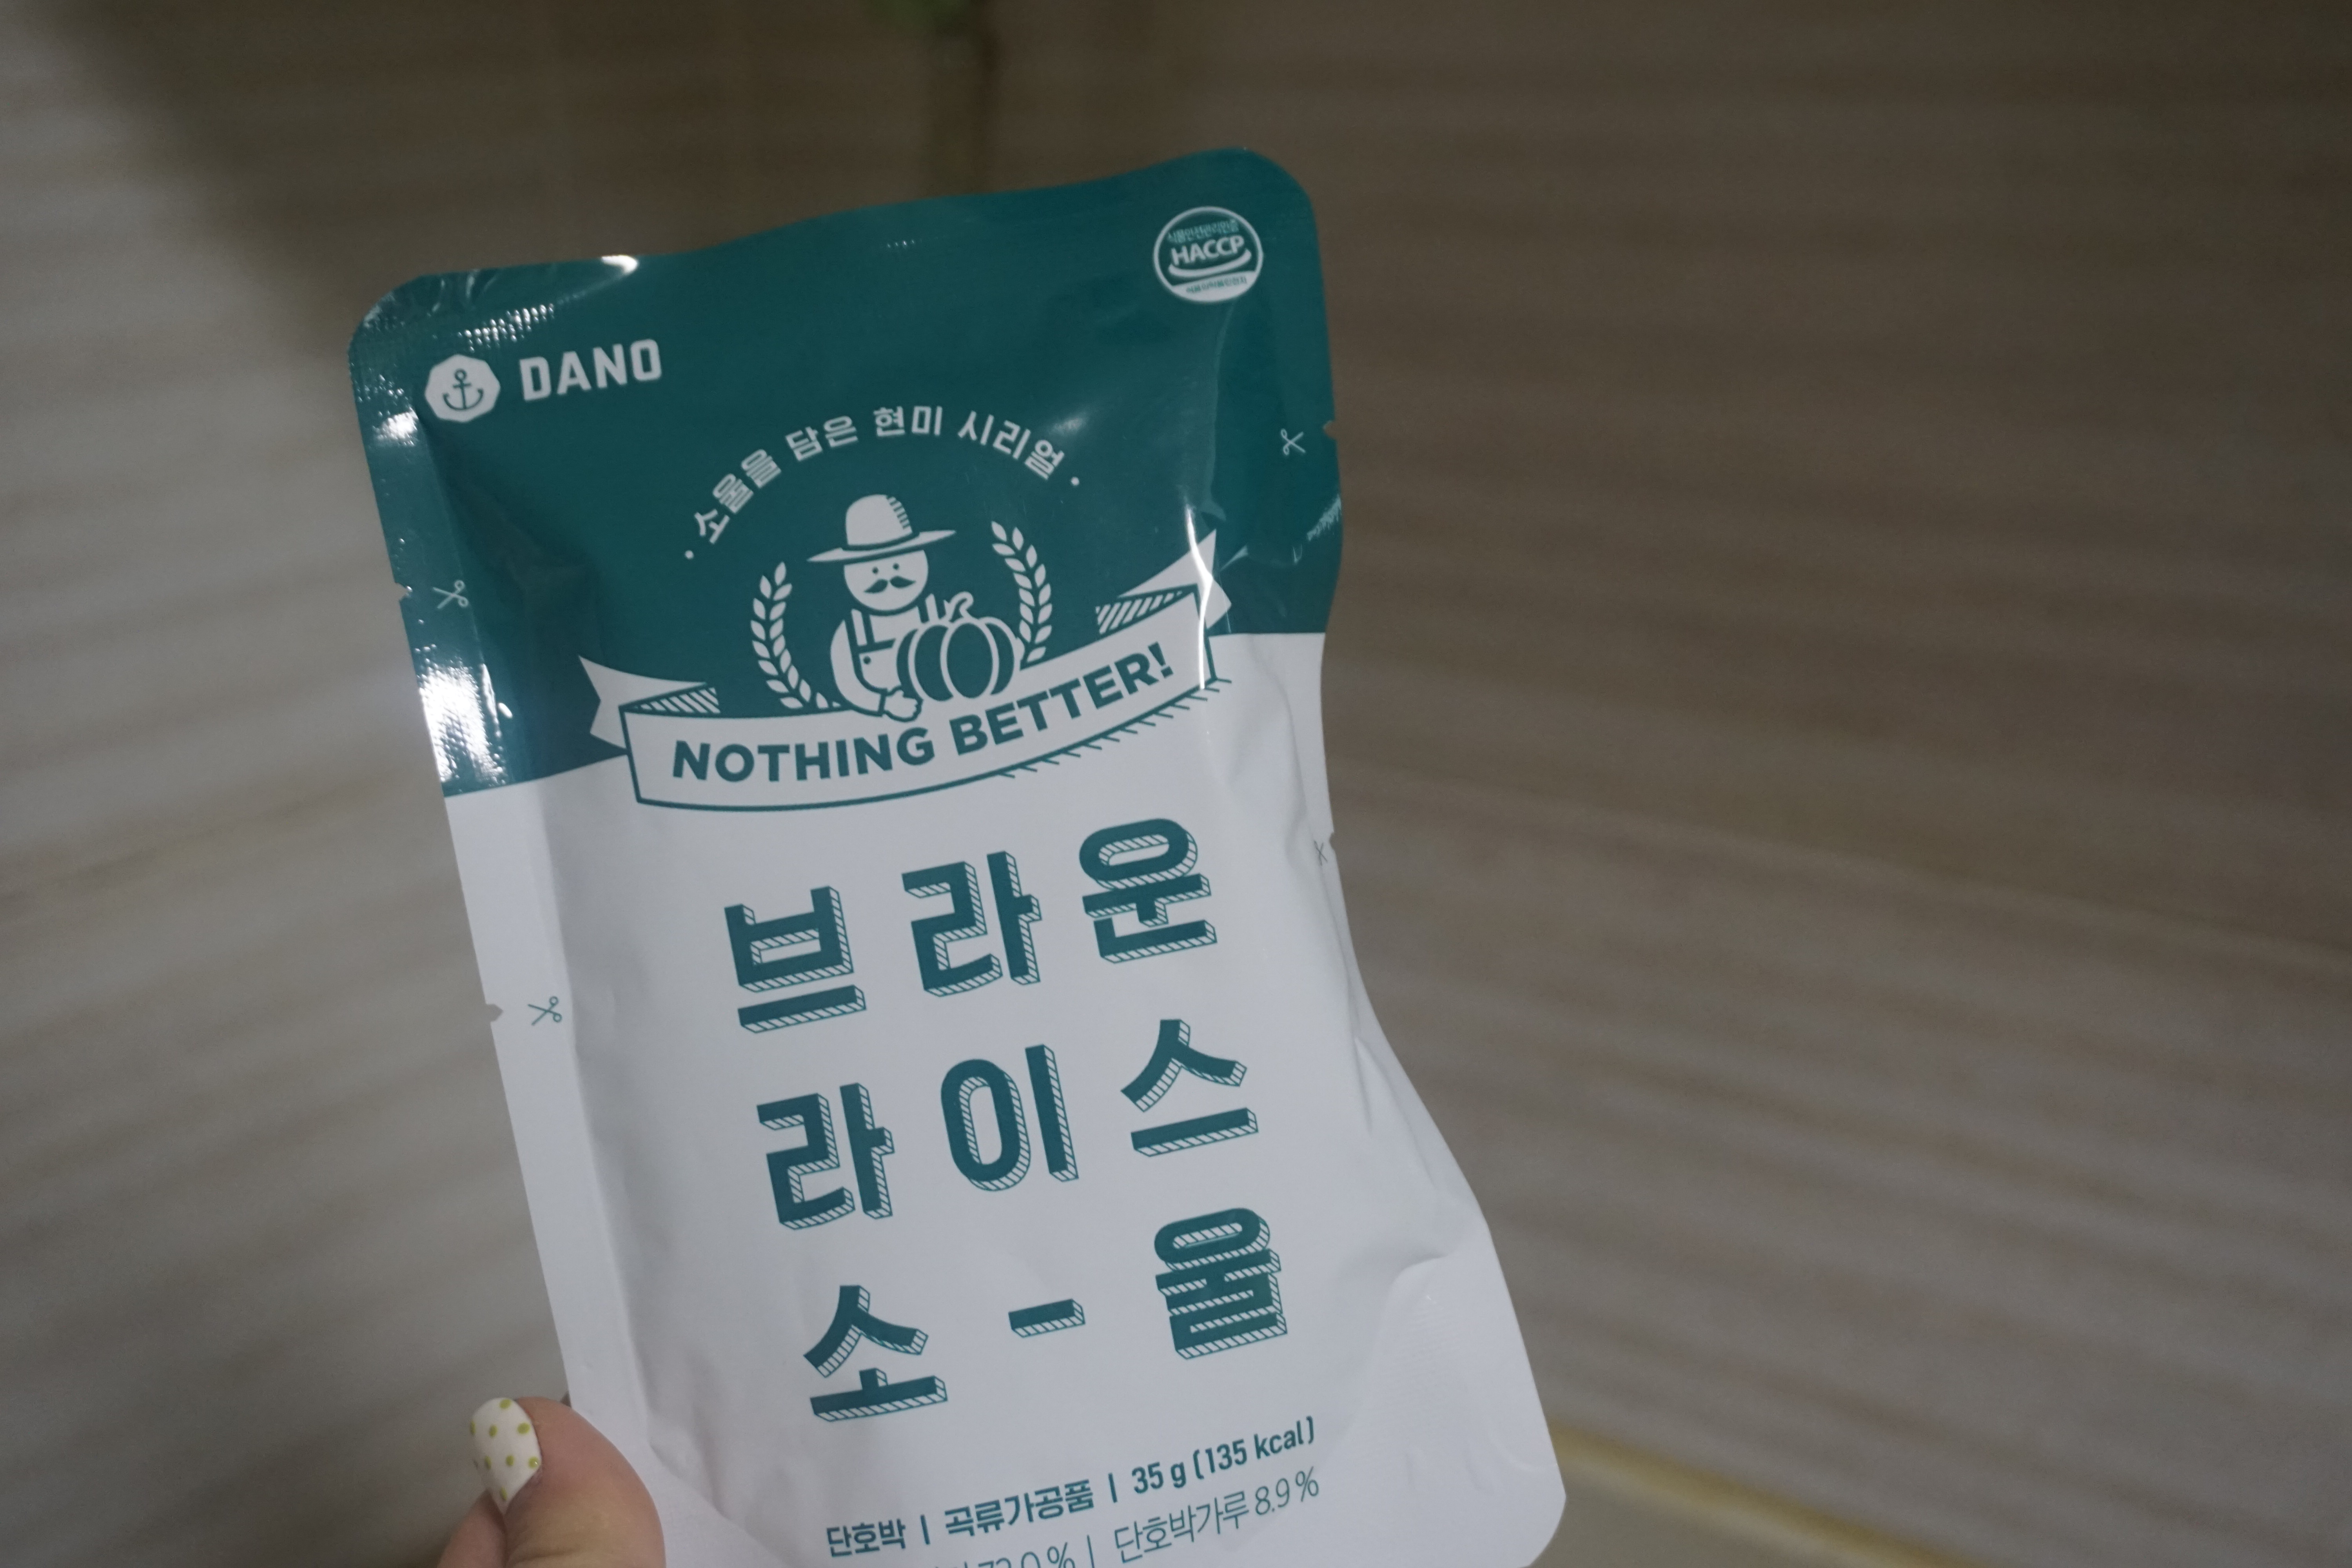 DANO
HACCP
· 소울을 담은 현미 시리얼 ·
NOTHING BETTER!
브라운
라이스
소-울
단호박 | 곡류가공품 | 35 g (135 kcal)
% | 단호박가루 8.9 %